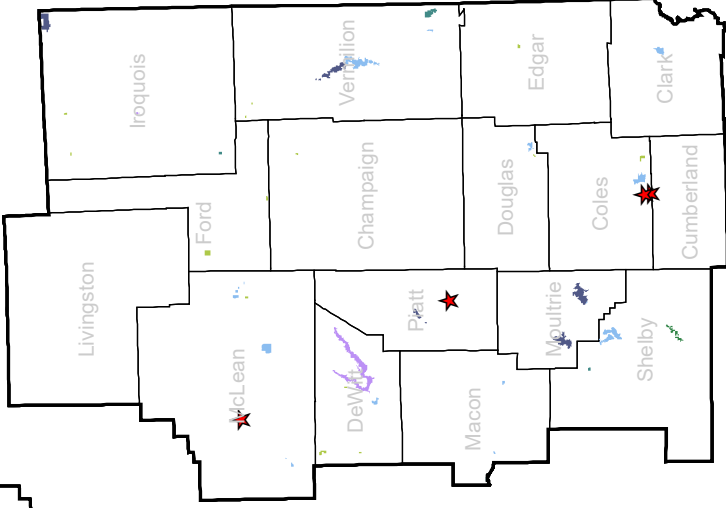 Iroquois
Vermilion
Edgar
Clark
Ford
Champaign
Douglas
Coles
Cumberland
Livingston
McLean
Piatt
DeWitt
Macon
Moultrie
Shelby